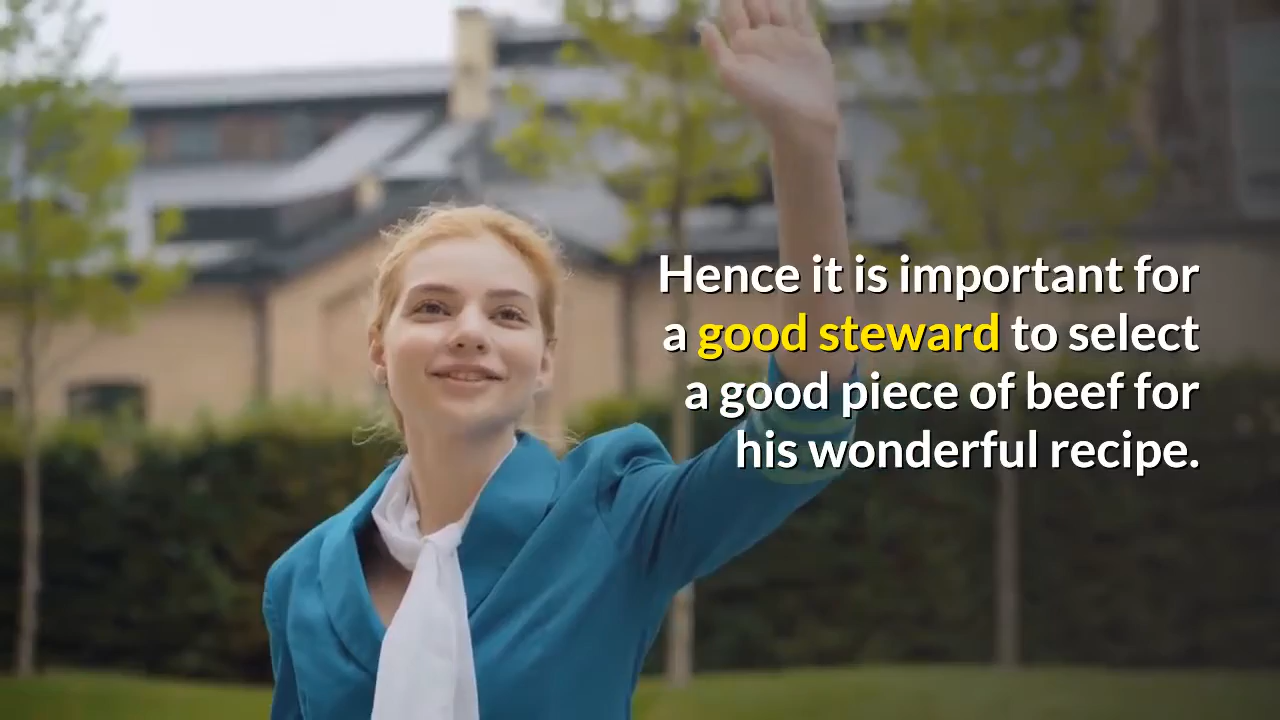 Hence it is important for
a good steward to select
a good piece of beef for
his wonderful recipe.